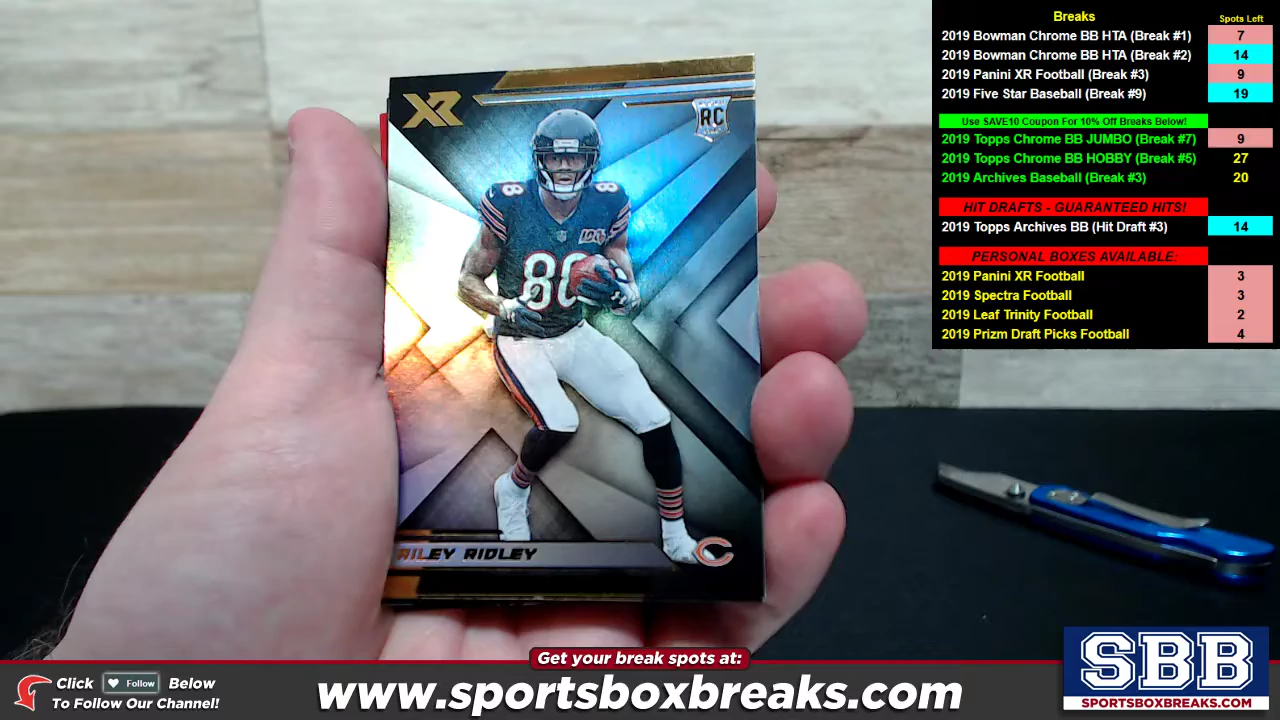 Breaks Spots Left
2019 Bowman Chrome BB HTA (Break #1) 7
2019 Bowman Chrome BB HTA (Break #2) 14
2019 Panini XR Football (Break #3) 9
2019 Five Star Baseball (Break #9) 19
Use SAVE10 Coupon For 10% Off Breaks Below!
2019 Topps Chrome BB JUMBO (Break #7) 9
2019 Topps Chrome BB HOBBY (Break #5) 27
2019 Archives Baseball (Break #3) 20
HIT DRAFTS - GUARANTEED HITS!
2019 Topps Archives BB (Hit Draft #3) 14
PERSONAL BOXES AVAILABLE:
2019 Panini XR Football 3
2019 Spectra Football 3
2019 Leaf Trinity Football 2
2019 Prizm Draft Picks Football 4
XR
RC
88
80
RILEY RIDLEY
Get your break spots at:
Click Follow Below
To Follow Our Channel!
www.sportsboxbreaks.com
SBB
SPORTSBOXBREAKS.COM